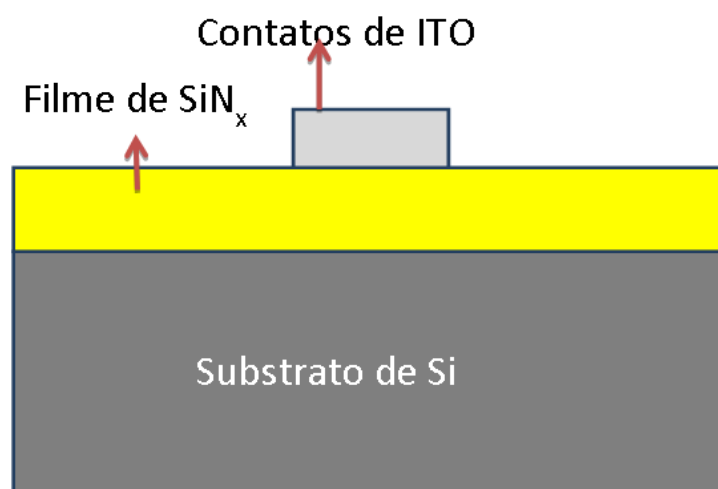 Contatos de ITO
Filme de SiNₓ
Substrato de Si